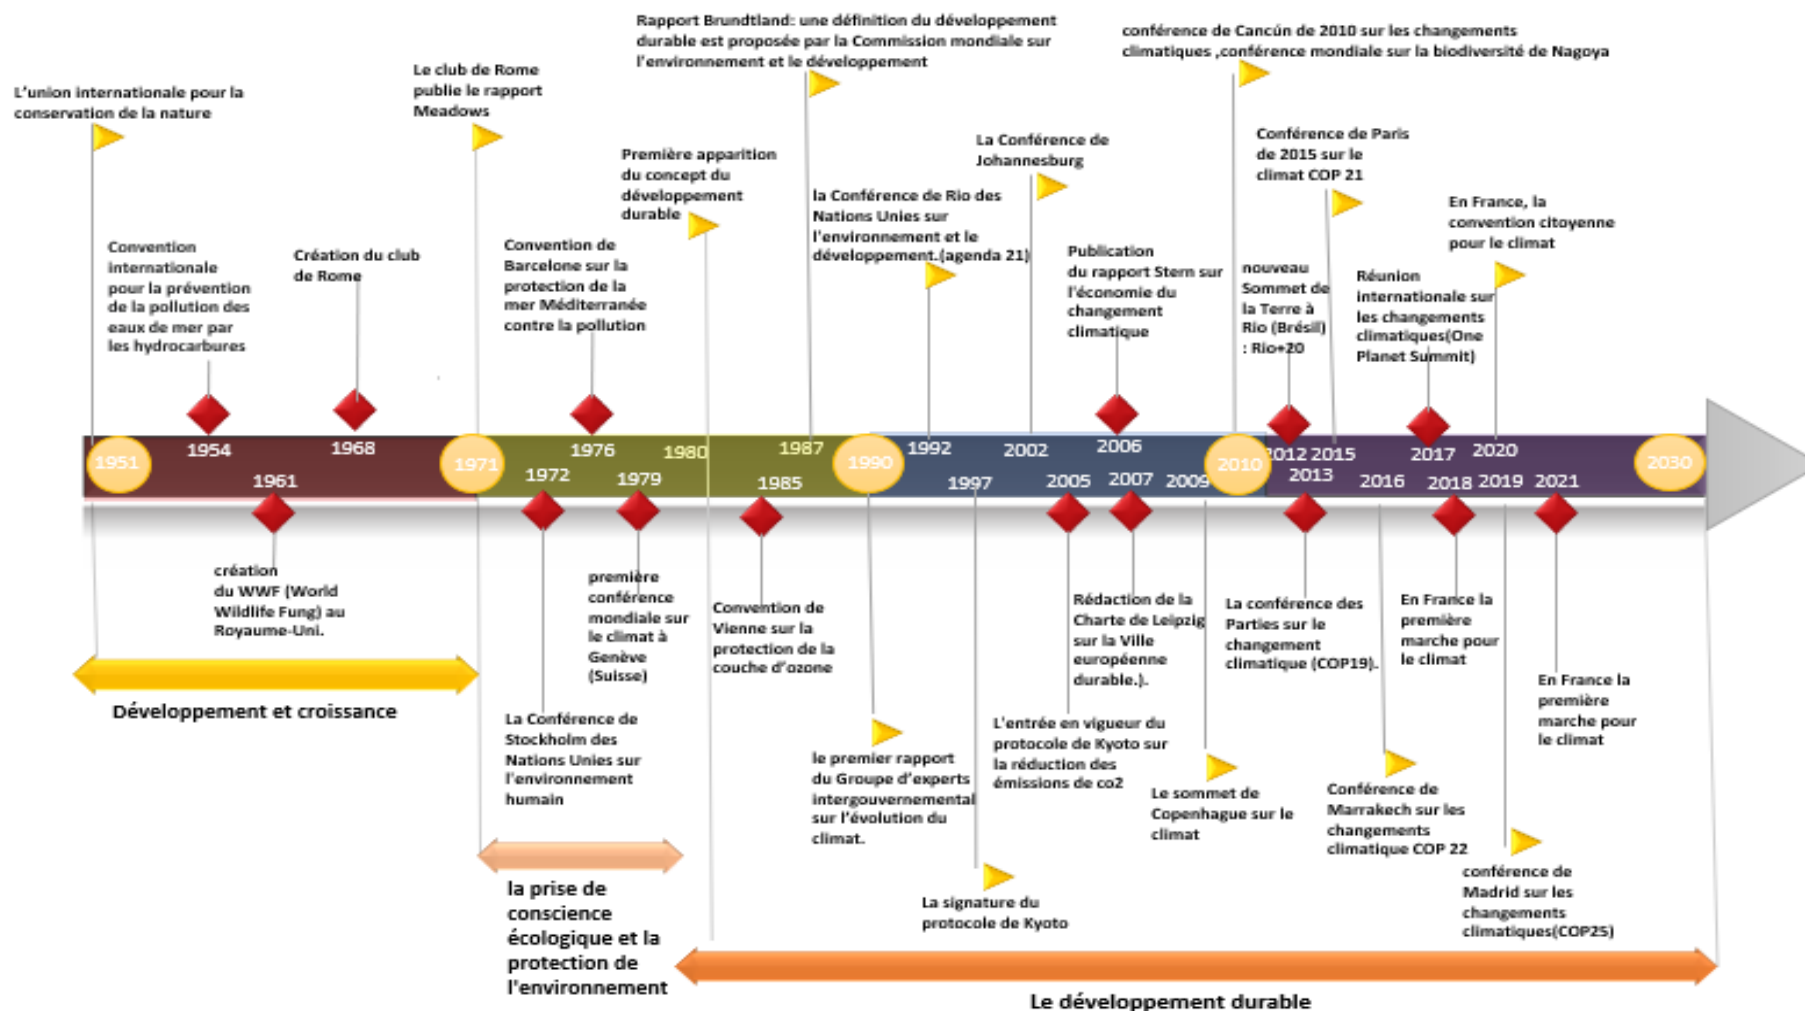 Rapport Brundtland: une définition du développement
durable est proposée par la Commission mondiale sur
l'environnement et le développement
conférence de Cancún de 2010 sur les changements
climatiques ,conférence mondiale sur la biodiversité de Nagoya
L'union internationale pour la
conservation de la nature
Le club de Rome
publie le rapport
Meadows
Première apparition
du concept du
développement
durable
La Conférence de
Johannesburg
Conférence de Paris
de 2015 sur le
climat COP 21
la Conférence de Rio des
Nations Unies sur
l'environnement et le
développement.(agenda 21)
En France, la
convention citoyenne
pour le climat
Convention
internationale
pour la prévention
de la pollution des
eaux de mer par
les hydrocarbures
Création du club
de Rome
Convention de
Barcelone sur la
protection de la
mer Méditerranée
contre la pollution
Publication
du rapport Stern sur
l'économie du
changement
climatique
nouveau
Sommet de
la Terre à
Rio (Brésil)
: Rio+20
Réunion
internationale sur
les changements
climatiques(One
Planet Summit)
1951
1954
1961
1968
1971
1972
1976
1979
1980
1985
1987
1990
1992
1997
2002
2005
2006
2007
2009
2010
2012
2013
2015
2016
2017
2018
2019
2020
2021
2030
création
du WWF (World
Wildlife Fung) au
Royaume-Uni.
première
conférence
mondiale sur
le climat à
Genève
(Suisse)
Convention de
Vienne sur la
protection de la
couche d'ozone
Rédaction de la
Charte de Leipzig
sur la Ville
européenne
durable.).
La conférence des
Parties sur le
changement
climatique (COP19).
En France la
première
marche pour
le climat
En France la
première
marche pour
le climat
Développement et croissance
La Conférence de
Stockholm des
Nations Unies sur
l'environnement
humain
L'entrée en vigueur du
protocole de Kyoto sur
la réduction des
émissions de co2
le premier rapport
du Groupe d'experts
intergouvernemental
sur l'évolution du
climat.
Le sommet de
Copenhague sur le
climat
Conférence de
Marrakech sur les
changements
climatique COP 22
conférence de
Madrid sur les
changements
climatiques(COP25)
La signature du
protocole de Kyoto
la prise de
conscience
écologique et la
protection de
l'environnement
Le développement durable